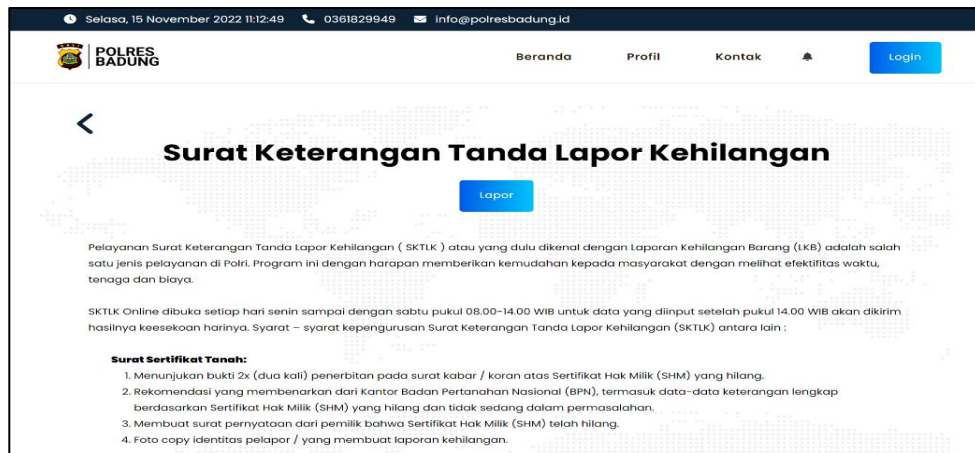 Selasa, 15 November 2022 11:12:49 0361829949 info@polresbadung.id
POLRES
BADUNG
Beranda Profil Kontak Login
Surat Keterangan Tanda Lapor Kehilangan
Lapor
Pelayanan Surat Keterangan Tanda Lapor Kehilangan ( SKTLK ) atau yang dulu dikenal dengan Laporan Kehilangan Barang (LKB) adalah salah
satu jenis pelayanan di Polri. Program ini dengan harapan memberikan kemudahan kepada masyarakat dengan melihat efektifitas waktu,
tenaga dan biaya.
SKTLK Online dibuka setiap hari senin sampai dengan sabtu pukul 08.00-14.00 WIB untuk data yang diinput setelah pukul 14.00 WIB akan dikirim
hasilnya keesekoan harinya. Syarat – syarat kepengurusan Surat Keterangan Tanda Lapor Kehilangan (SKTLK) antara lain :
Surat Sertifikat Tanah:
1. Menunjukan bukti 2x (dua kali) penerbitan pada surat kabar / koran atas Sertifikat Hak Milik (SHM) yang hilang.
2. Rekomendasi yang membenarkan dari Kantor Badan Pertanahan Nasional (BPN), termasuk data-data keterangan lengkap
berdasarkan Sertifikat Hak Milik (SHM) yang hilang dan tidak sedang dalam permasalahan.
3. Membuat surat pernyataan dari pemilik bahwa Sertifikat Hak Milik (SHM) telah hilang.
4. Foto copy identitas pelapor / yang membuat laporan kehilangan.